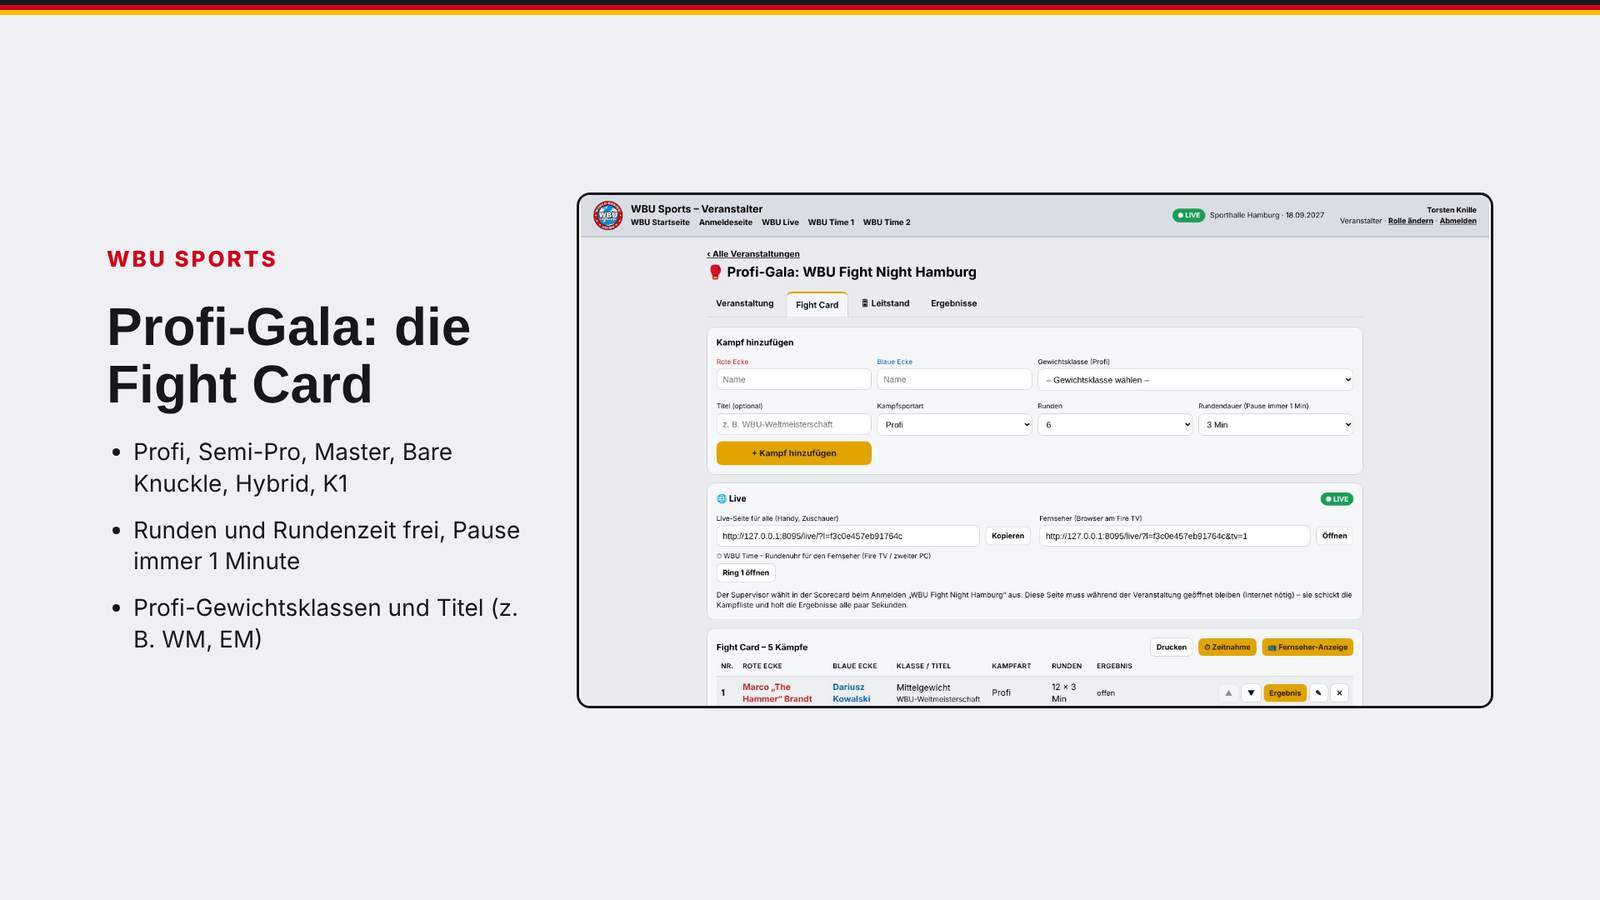 WBU SPORTS
Profi-Gala: die
Fight Card
• Profi, Semi-Pro, Master, Bare
Knuckle, Hybrid, K1
• Runden und Rundenzeit frei, Pause
immer 1 Minute
• Profi-Gewichtsklassen und Titel (z.
B. WM, EM)
WBU
WBU Sports – Veranstalter
WBU Startseite Anmeldeseite WBU Live WBU Time 1 WBU Time 2
LIVE Sporthalle Hamburg · 18.09.2027
Torsten Knille
Veranstalter · Rolle ändern · Abmelden
‹ Alle Veranstaltungen
Profi-Gala: WBU Fight Night Hamburg
Veranstaltung Fight Card Leitstand Ergebnisse
Kampf hinzufügen
Rote Ecke Blaue Ecke Gewichtsklasse (Profi)
Name Name – Gewichtsklasse wählen –
Titel (optional) Kampfsportart Runden Rundendauer (Pause immer 1 Min)
z. B. WBU-Weltmeisterschaft Profi 6 3 Min
+ Kampf hinzufügen
Live LIVE
Live-Seite für alle (Handy, Zuschauer) Fernseher (Browser am Fire TV)
http://127.0.0.1:8095/live/?l=f3c0e457eb91764c Kopieren http://127.0.0.1:8095/live/?l=f3c0e457eb91764c&tv=1 Öffnen
⏱ WBU Time – Rundenuhr für den Fernseher (Fire TV / zweiter PC)
Ring 1 öffnen
Der Supervisor wählt in der Scorecard beim Anmelden „WBU Fight Night Hamburg“ aus. Diese Seite muss während der Veranstaltung geöffnet bleiben (Internet nötig) – sie schickt die
Kampfliste und holt die Ergebnisse alle paar Sekunden.
Fight Card – 5 Kämpfe Drucken ⏱ Zeitnahme Fernseher-Anzeige
NR. ROTE ECKE BLAUE ECKE KLASSE / TITEL KAMPFART RUNDEN ERGEBNIS
1 Marco „The Hammer“ Brandt Dariusz Kowalski Mittelgewicht WBU-Weltmeisterschaft Profi 12 × 3 Min offen ▲ ▼ Ergebnis ✎ ✕